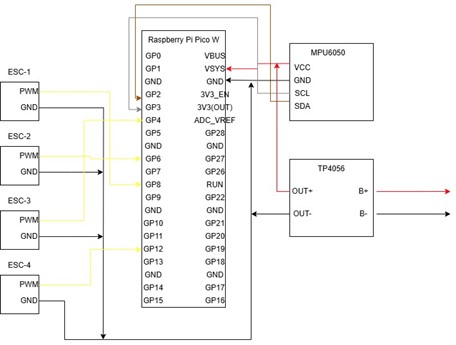 Raspberry Pi Pico W
GP0 VBUS
GP1 VSYS
GND GND
GP2 3V3_EN
GP3 3V3(OUT)
GP4 ADC_VREF
GP5 GP28
GND GND
GP6 GP27
GP7 GP26
GP8 RUN
GP9 GP22
GND GND
GP10 GP21
GP11 GP20
GP12 GP19
GP13 GP18
GND GND
GP14 GP17
GP15 GP16
ESC-1
PWM
GND
ESC-2
PWM
GND
ESC-3
PWM
GND
ESC-4
PWM
GND
MPU6050
VCC
GND
SCL
SDA
TP4056
OUT+ B+
OUT- B-